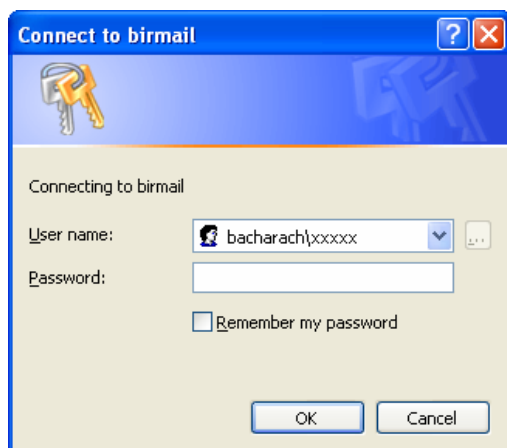 Connect to birmail
Connecting to birmail
User name: bacharach\xxxxx ...
Password:
Remember my password
OK Cancel